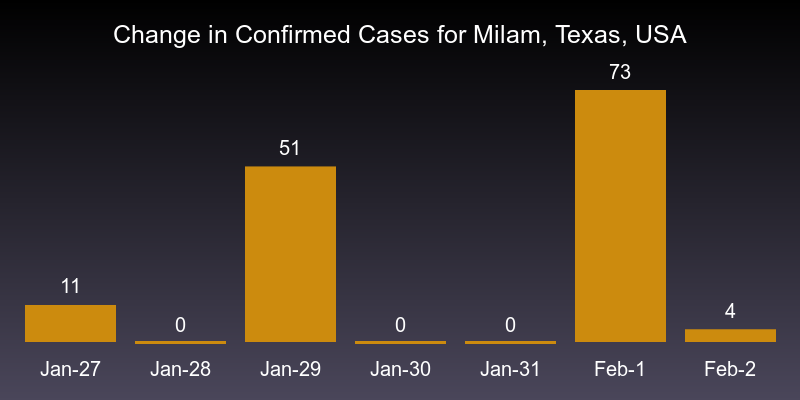 Change in Confirmed Cases for Milam, Texas, USA
73
51
11
4
0
0
0
Jan-27
Jan-28
Jan-29
Jan-30
Jan-31
Feb-1
Feb-2